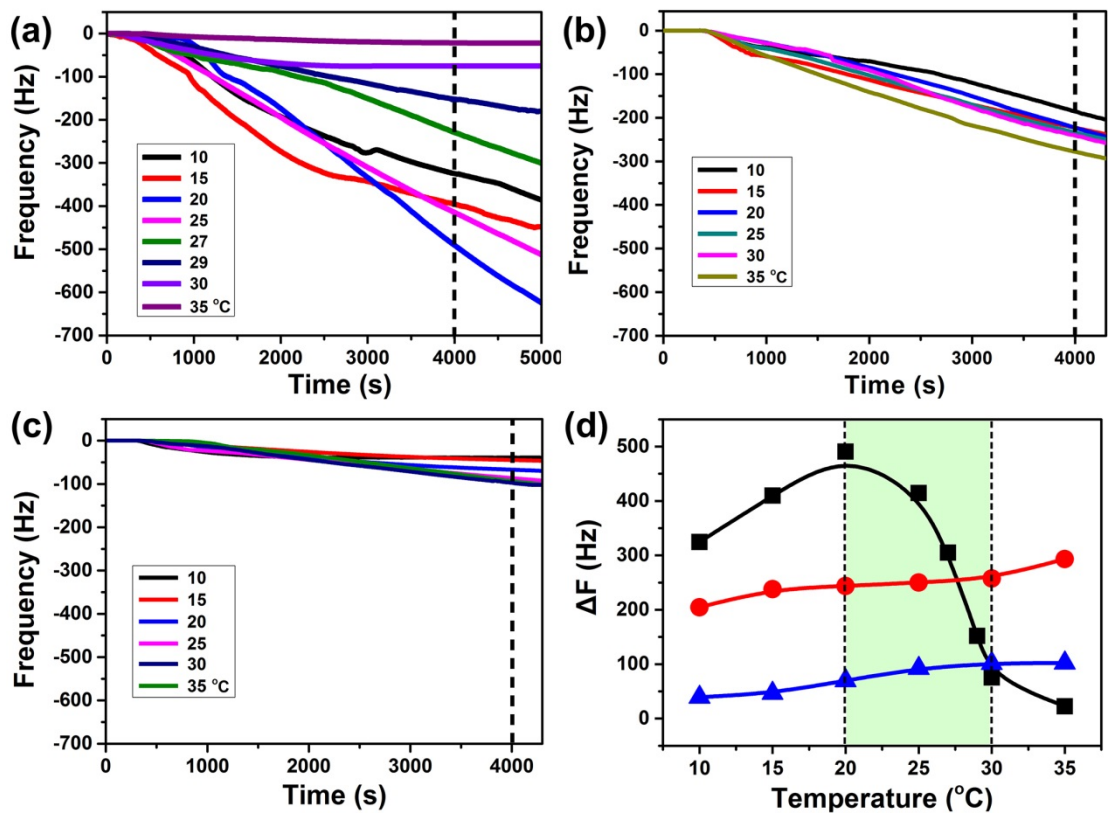 (a)
0
-100
-200
-300
-400
-500
-600
-700
Frequency (Hz)
10
15
20
25
27
29
30
35 °C
0 1000 2000 3000 4000 5000
Time (s)
(b)
0
-100
-200
-300
-400
-500
-600
-700
Frequency (Hz)
10
15
20
25
30
35 °C
0 1000 2000 3000 4000
Time (s)
(c)
0
-100
-200
-300
-400
-500
-600
-700
Frequency (Hz)
10
15
20
25
30
35 °C
0 1000 2000 3000 4000
Time (s)
(d)
500
400
300
200
100
0
ΔF (Hz)
10 15 20 25 30 35
Temperature (°C)